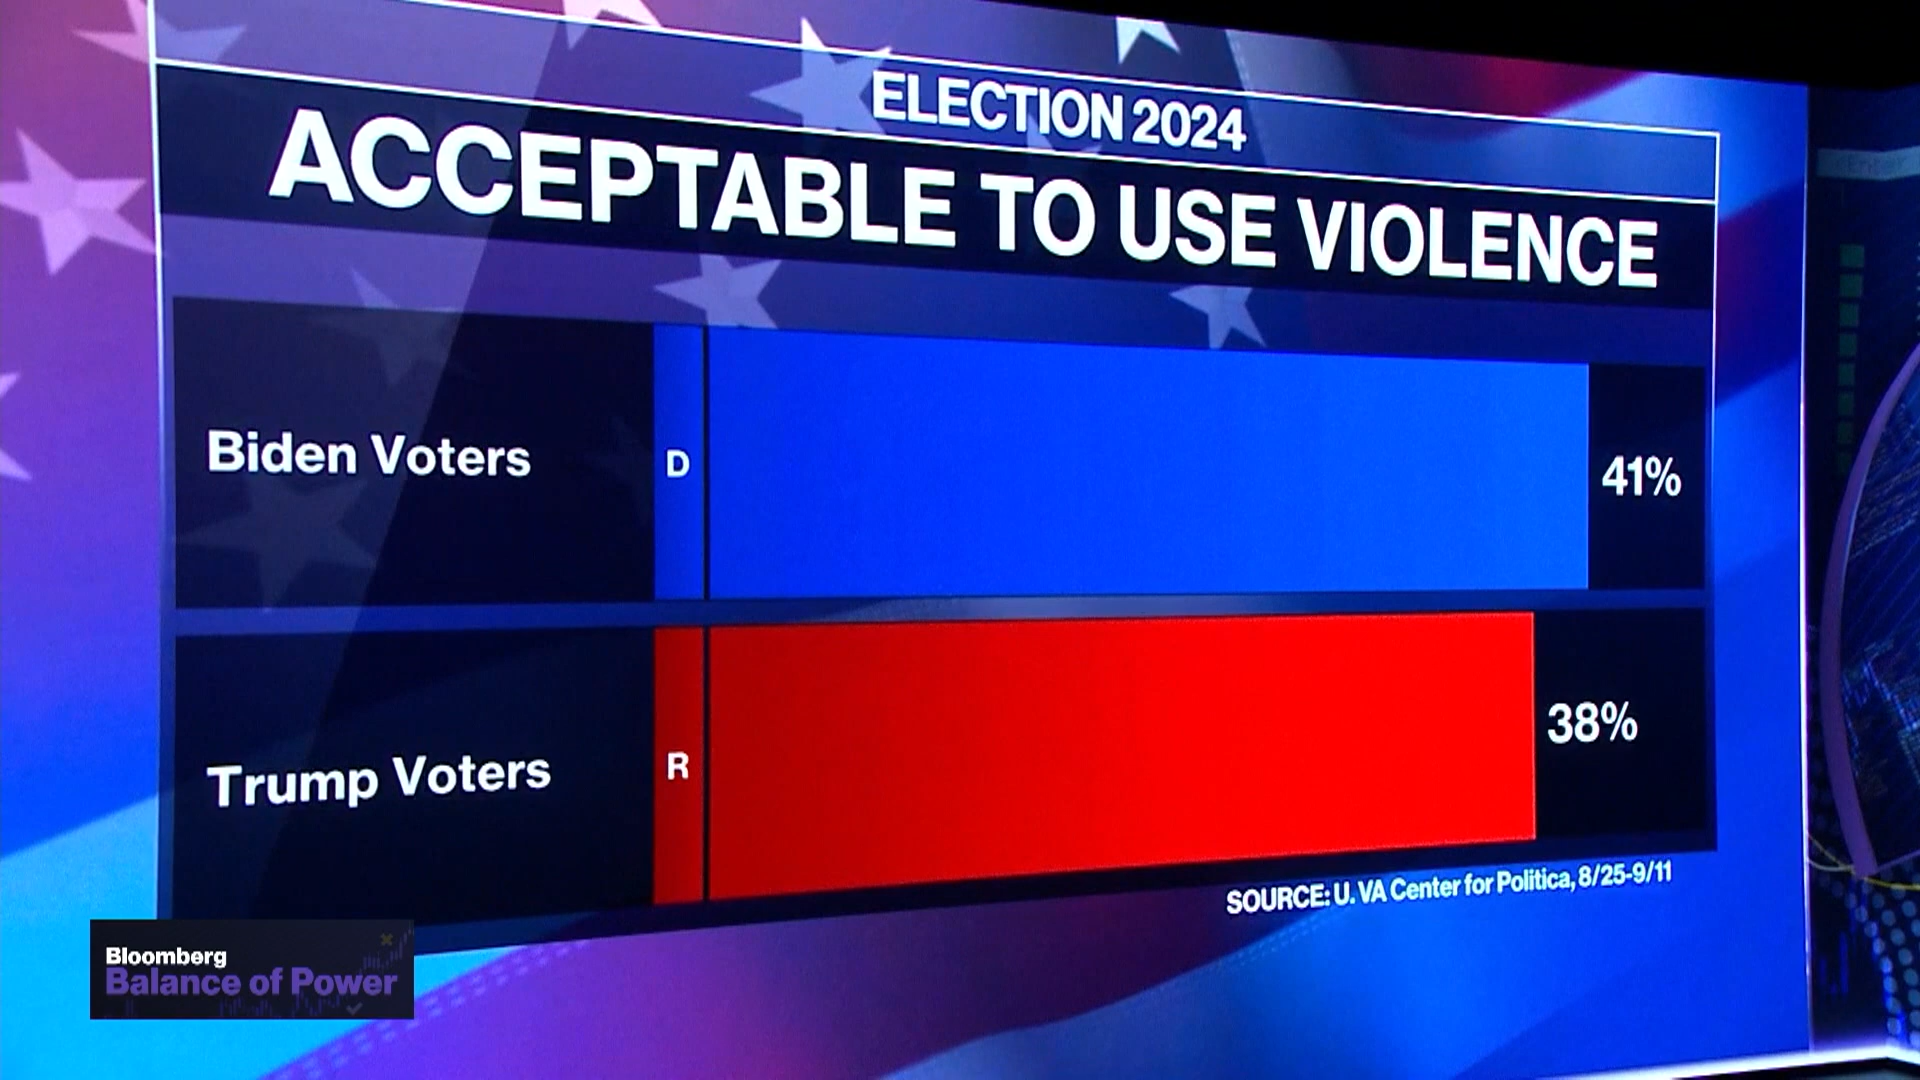 ELECTION 2024
ACCEPTABLE TO USE VIOLENCE
Biden Voters
D
41%
Trump Voters
R
38%
SOURCE: U. VA Center for Politica, 8/25-9/11
Bloomberg
Balance of Power